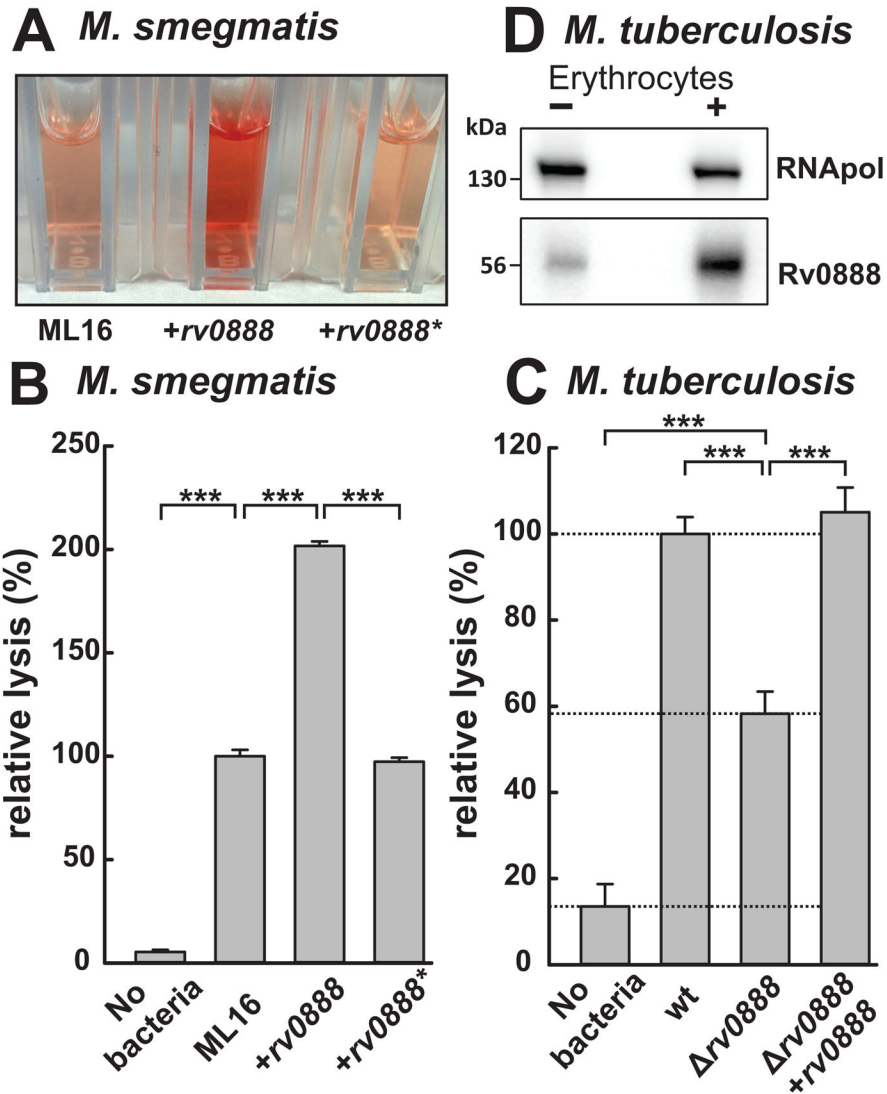 A M. smegmatis
ML16 +rv0888 +rv0888*
D M. tuberculosis
Erythrocytes
− +
kDa
130 RNApol
56 Rv0888
B M. smegmatis
relative lysis (%)
250
200
150
100
50
0
*** *** ***
No bacteria
ML16
+rv0888
+rv0888*
C M. tuberculosis
relative lysis (%)
120
100
80
60
40
20
0
***
*** ***
No bacteria
wt
Δrv0888
Δrv0888
+rv0888